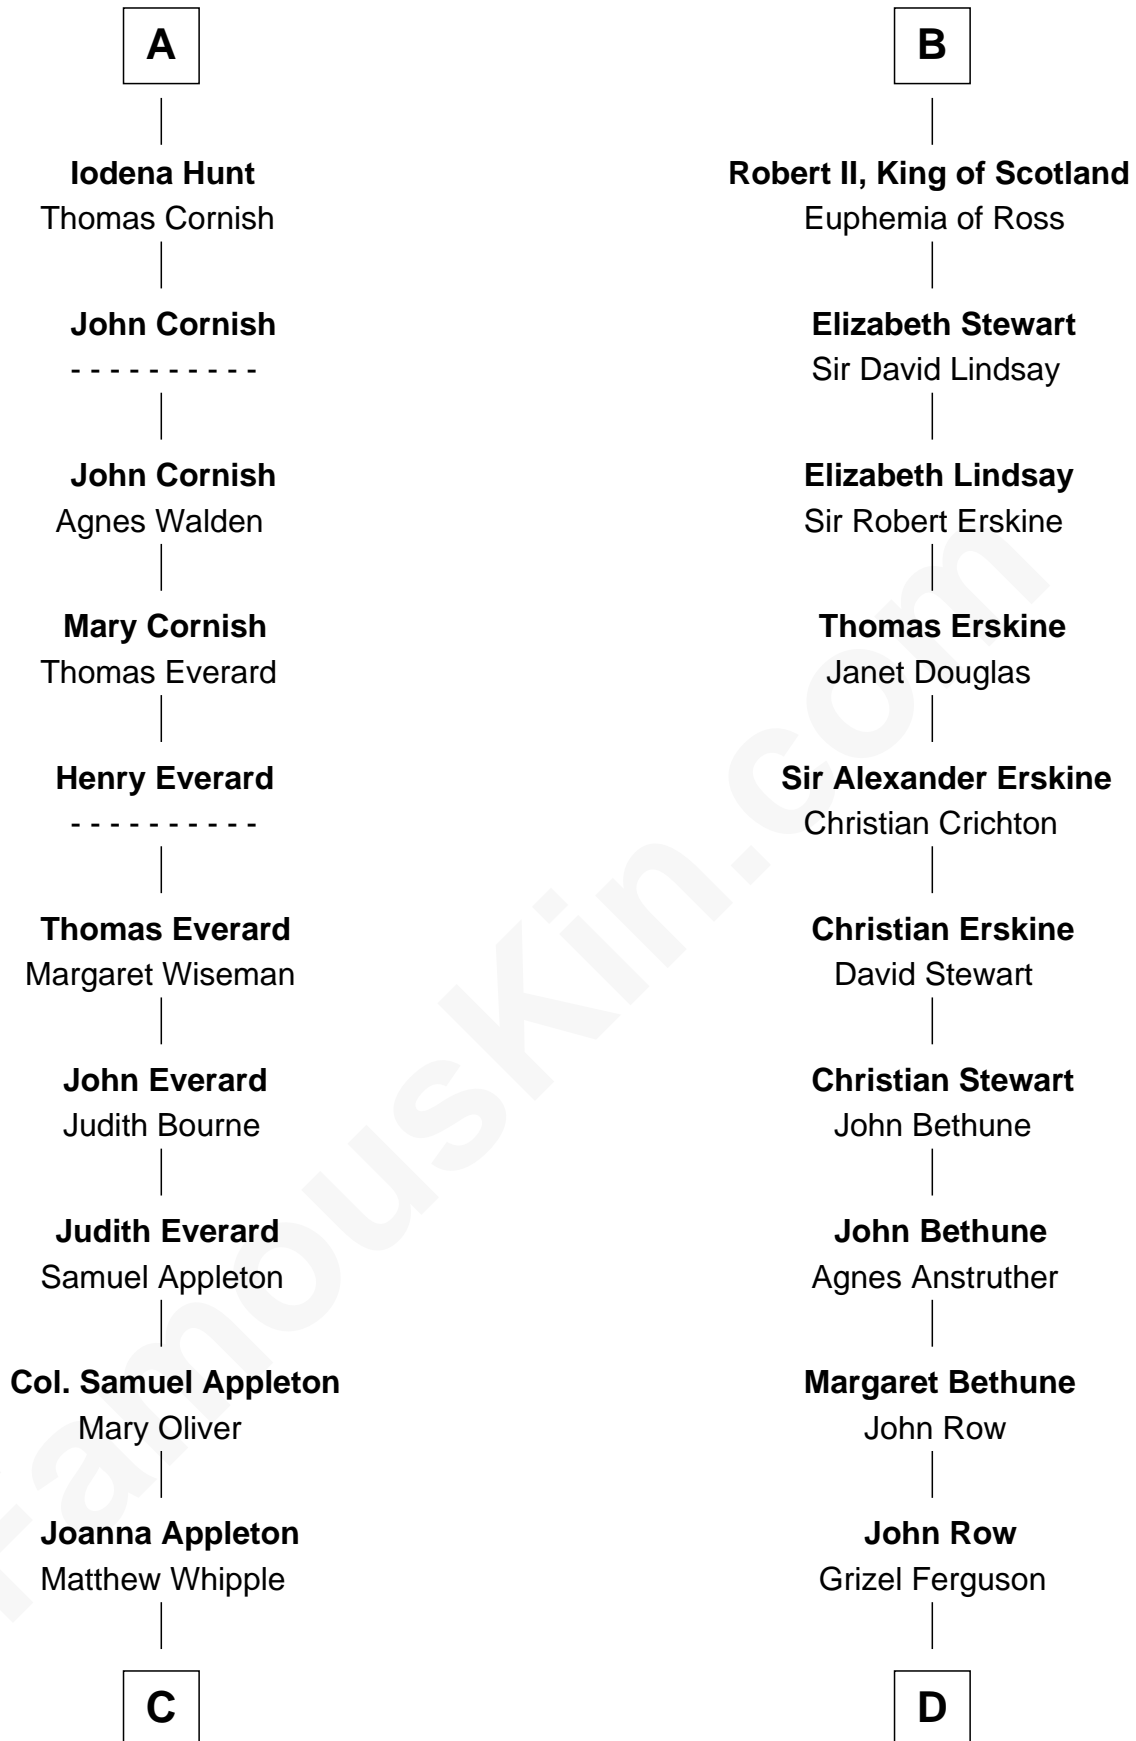 A
Iodena Hunt
Thomas Cornish
John Cornish
- - - - - - - - - -
John Cornish
Agnes Walden
Mary Cornish
Thomas Everard
Henry Everard
- - - - - - - - - -
Thomas Everard
Margaret Wiseman
John Everard
Judith Bourne
Judith Everard
Samuel Appleton
Col. Samuel Appleton
Mary Oliver
Joanna Appleton
Matthew Whipple
C
B
Robert II, King of Scotland
Euphemia of Ross
Elizabeth Stewart
Sir David Lindsay
Elizabeth Lindsay
Sir Robert Erskine
Thomas Erskine
Janet Douglas
Sir Alexander Erskine
Christian Crichton
Christian Erskine
David Stewart
Christian Stewart
John Bethune
John Bethune
Agnes Anstruther
Margaret Bethune
John Row
John Row
Grizel Ferguson
D
FamousKin.com